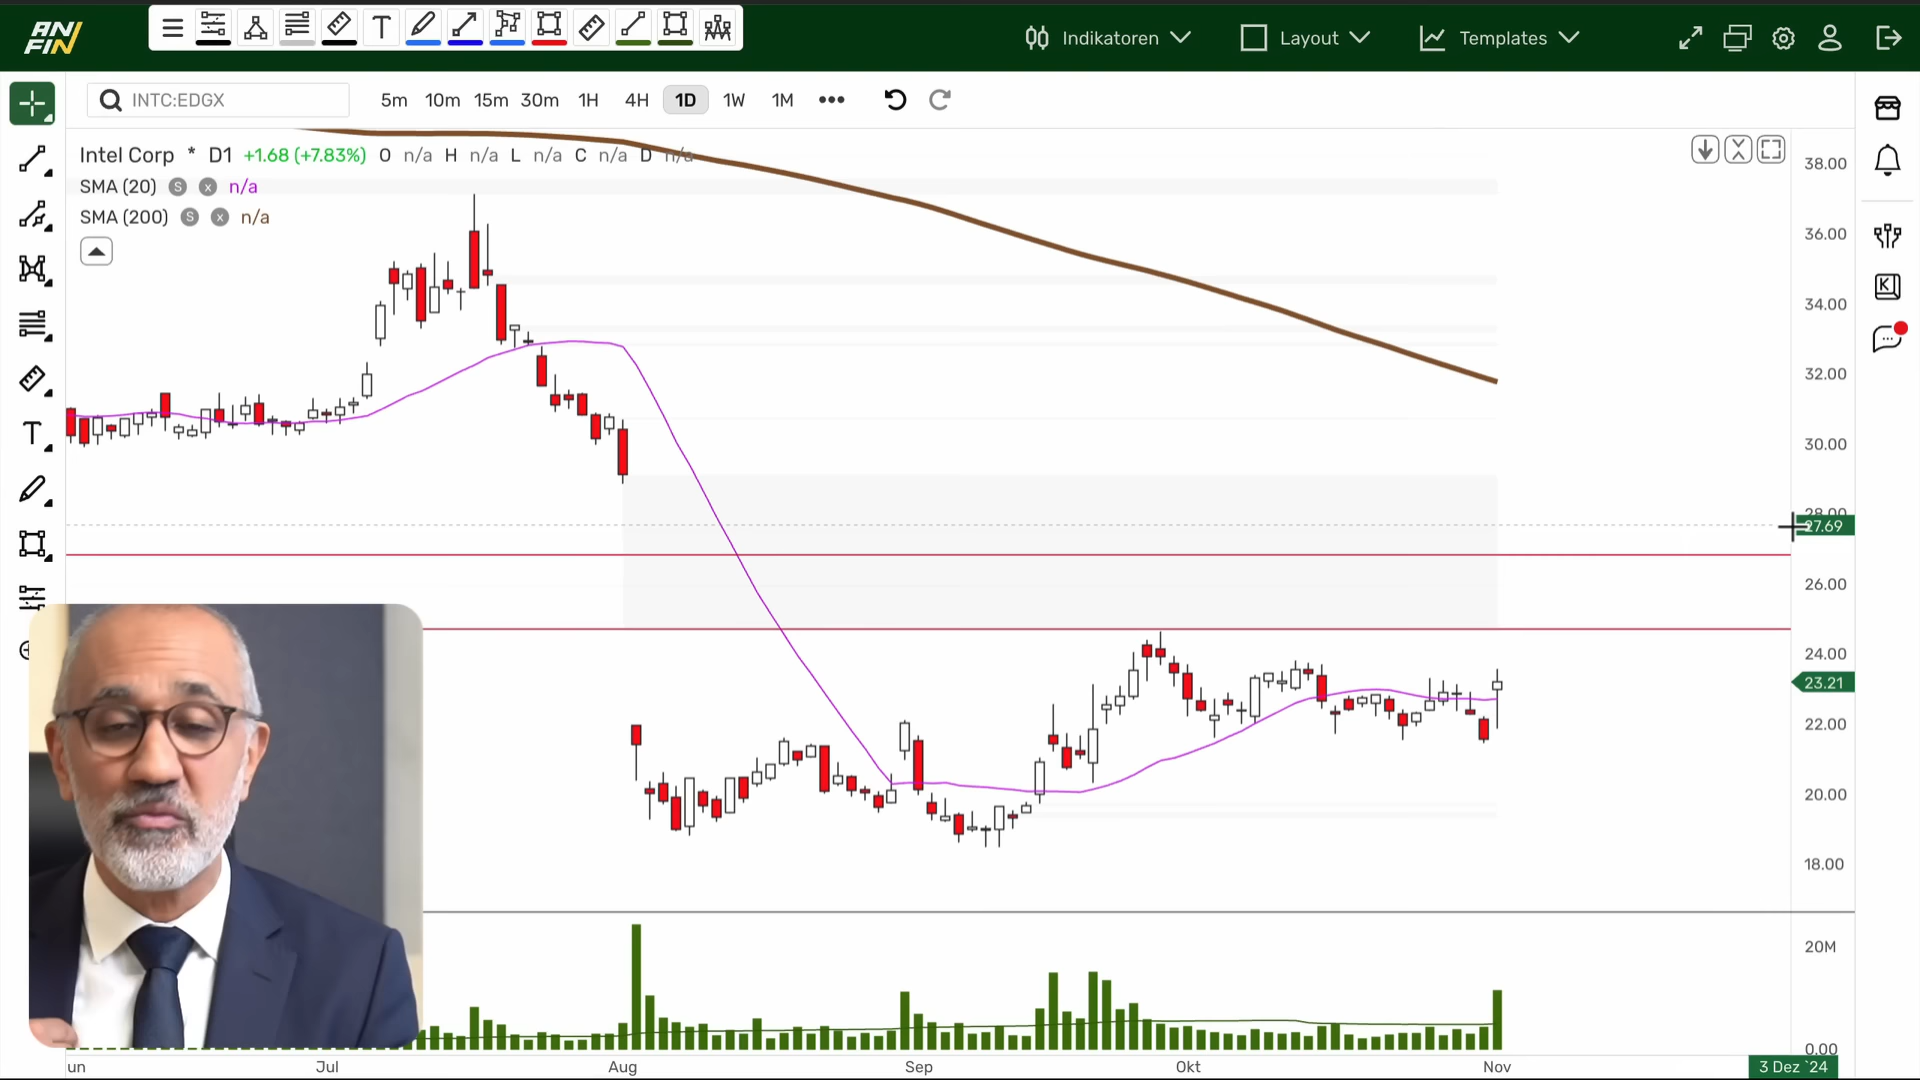 ANFIN
T
Indikatoren
Layout
Templates
INTC:EDGX
5m 10m 15m 30m 1H 4H 1D 1W 1M
Intel Corp * D1 +1.68 (+7.83%) O n/a H n/a L n/a C n/a D n/a
SMA (20) S x n/a
SMA (200) S x n/a
38.00
36.00
34.00
32.00
30.00
28.00
27.69
26.00
24.00
23.21
22.00
20.00
18.00
20M
0.00
T
K
un Jul Aug Sep Okt Nov 3 Dez `24